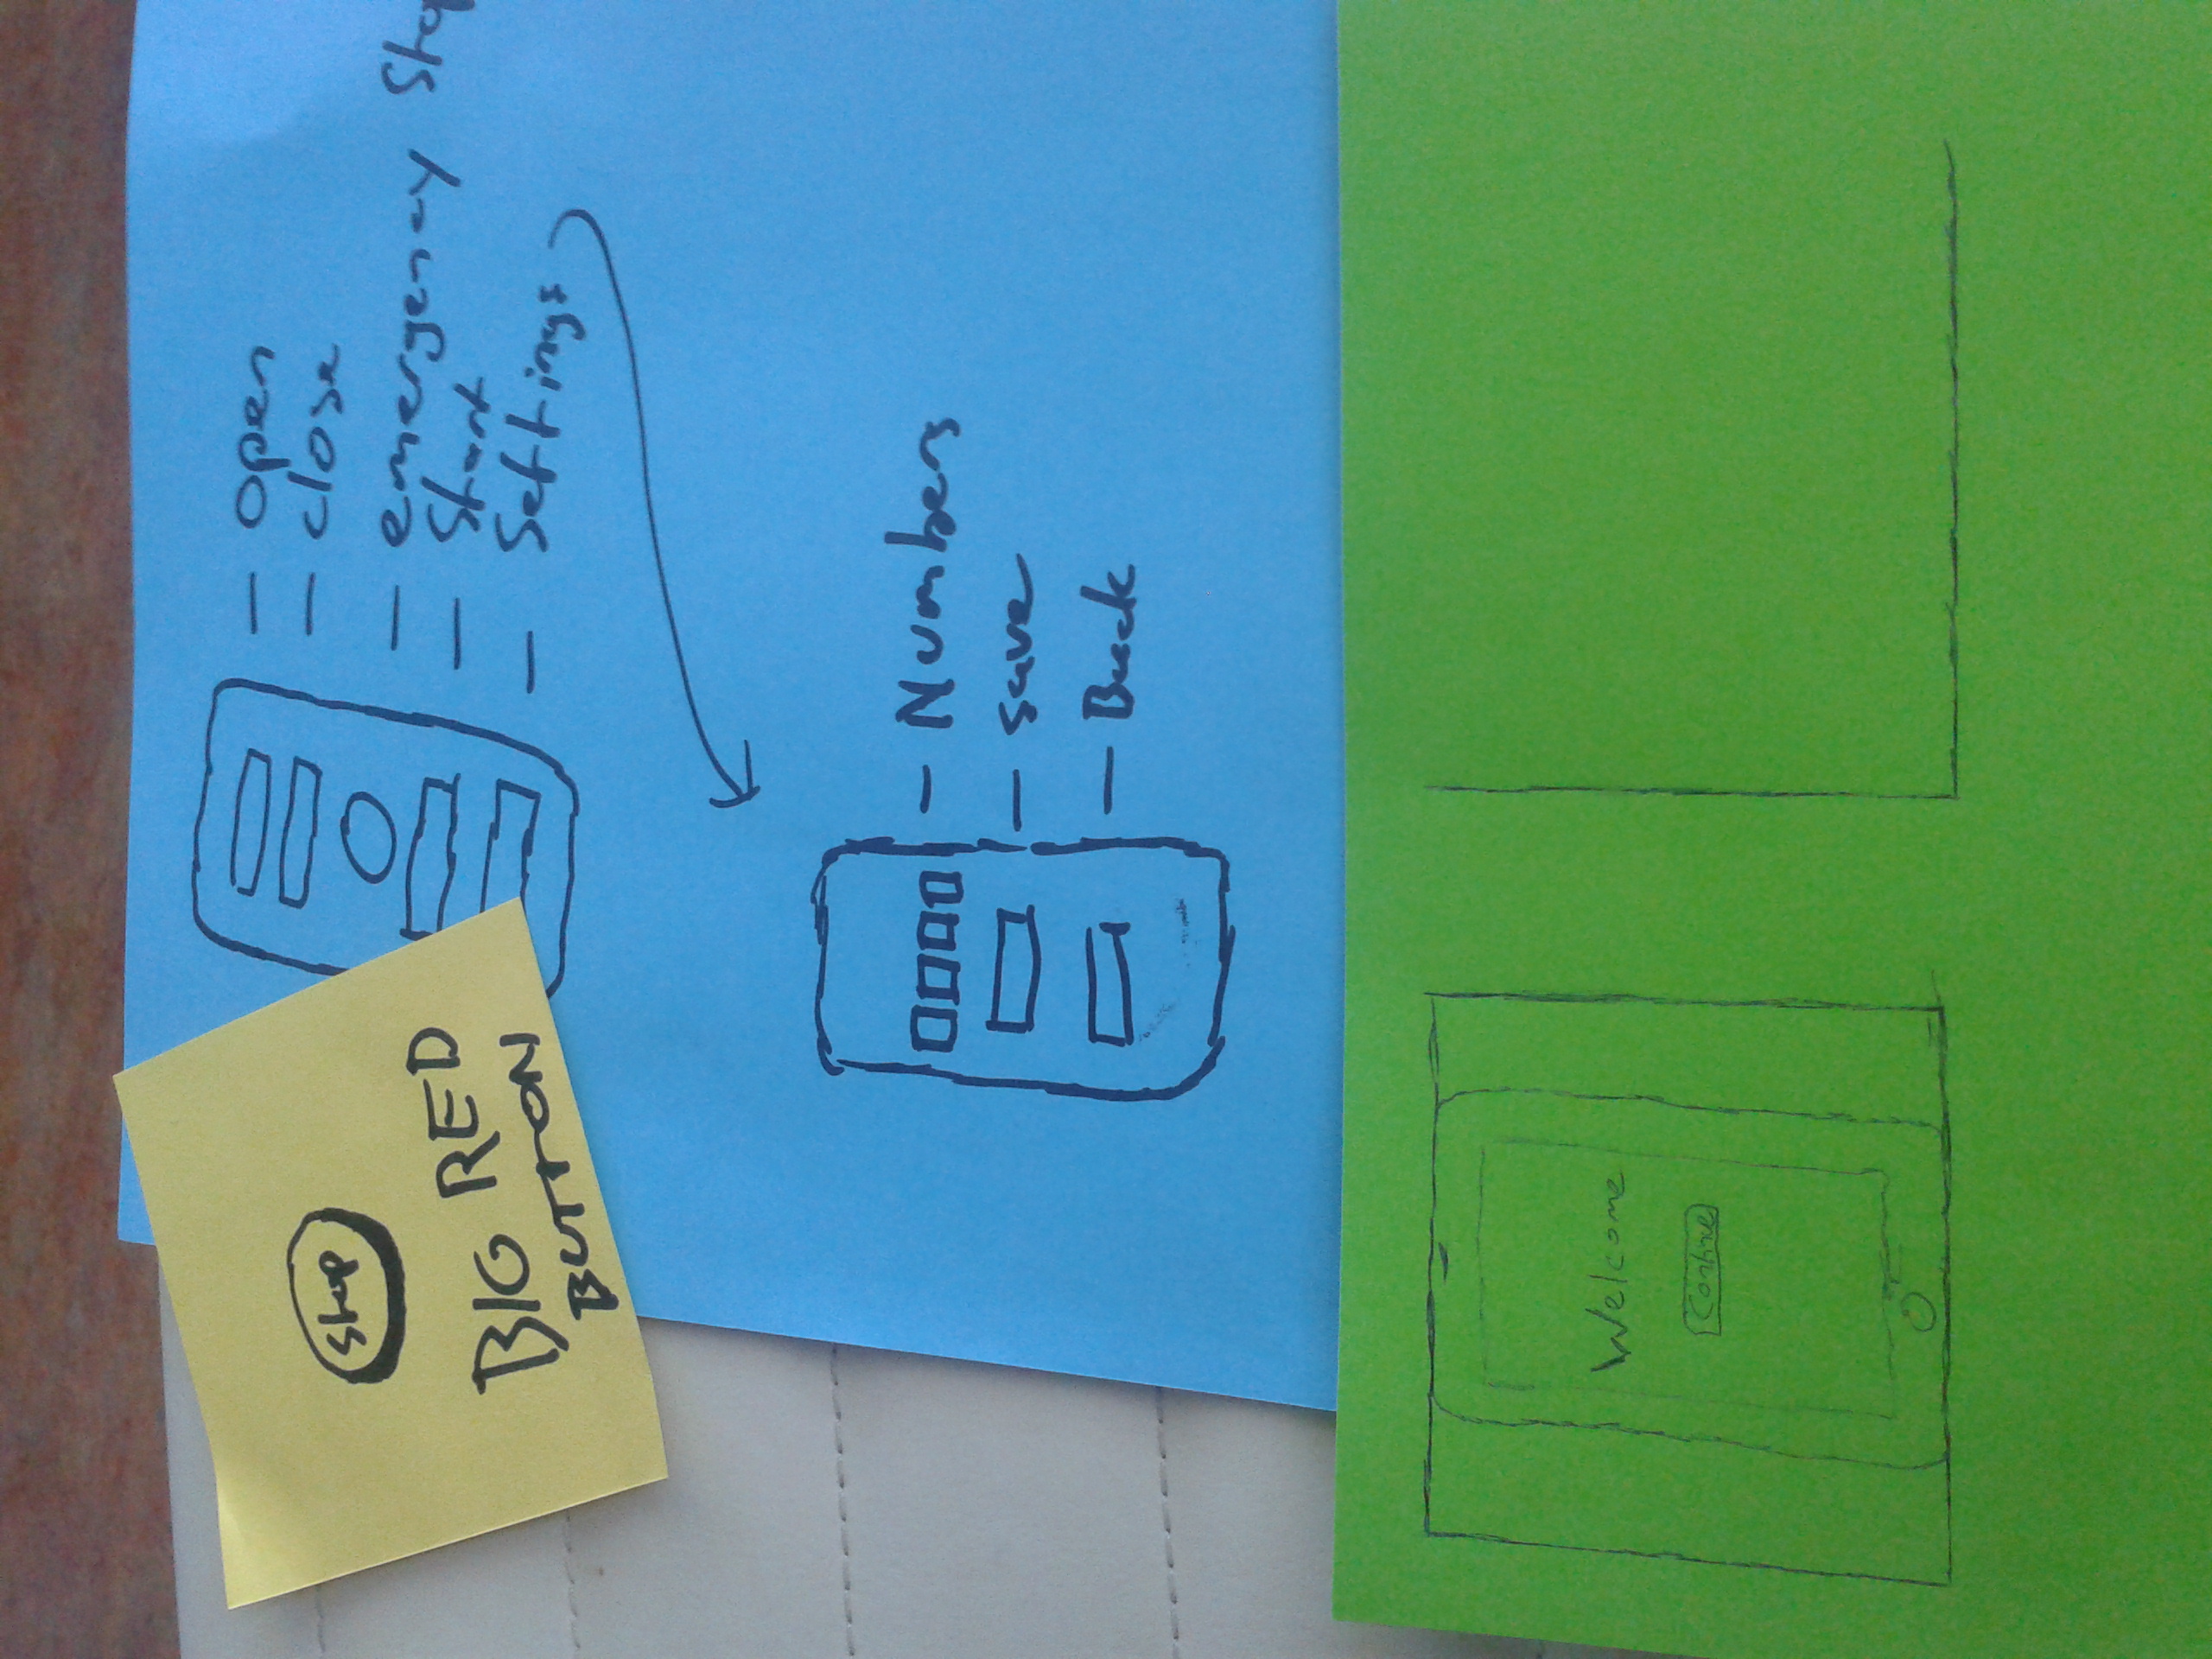 Stop
BIG RED
BUTTON
- open
- close
- emergency Stop
- Start
- Settings
- Numbers
- save
- Back
Welcome
Continue